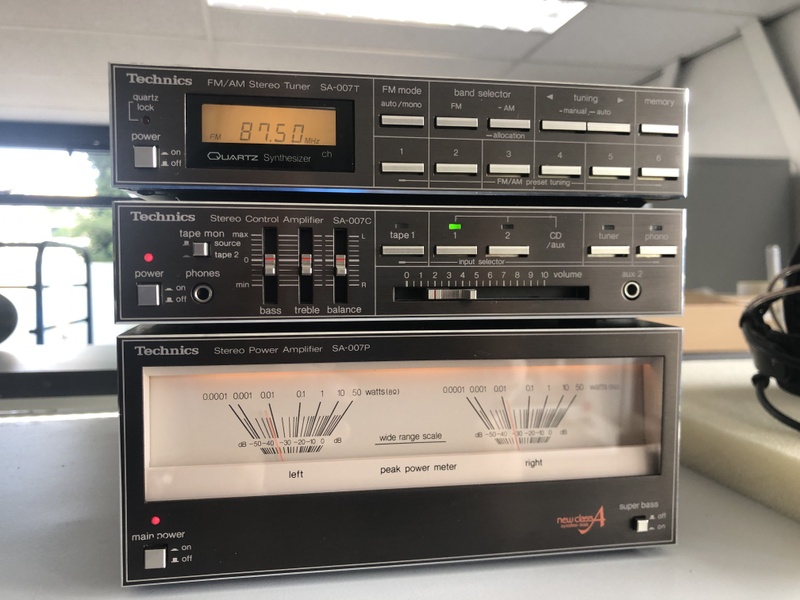 Technics FM/AM Stereo Tuner SA-007T
quartz
lock
power
on
off
FM 87.50 MHz
QUARTZ Synthesizer ch
FM mode
auto/mono
band selector
FM AM
allocation
tuning
manual auto
memory
1 2 3 4 5 6
FM/AM preset tuning
Technics Stereo Control Amplifier SA-007C
tape mon
source
tape 2
power
on
off
phones
max
0
min
L
R
bass treble balance
tape 1 1 2 CD
/aux
tuner phono
input selector
0 1 2 3 4 5 6 7 8 9 10 volume
aux 2
Technics Stereo Power Amplifier SA-007P
0.0001 0.001 0.01 0.1 1 10 50 watts(8Ω)
dB -50 -40 -30 -20 -10 0 dB
left
wide range scale
peak power meter
0.0001 0.001 0.01 0.1 1 10 50 watts(8Ω)
dB -50 -40 -30 -20 -10 0 dB
right
main power
on
off
new class A
super bass
off
on